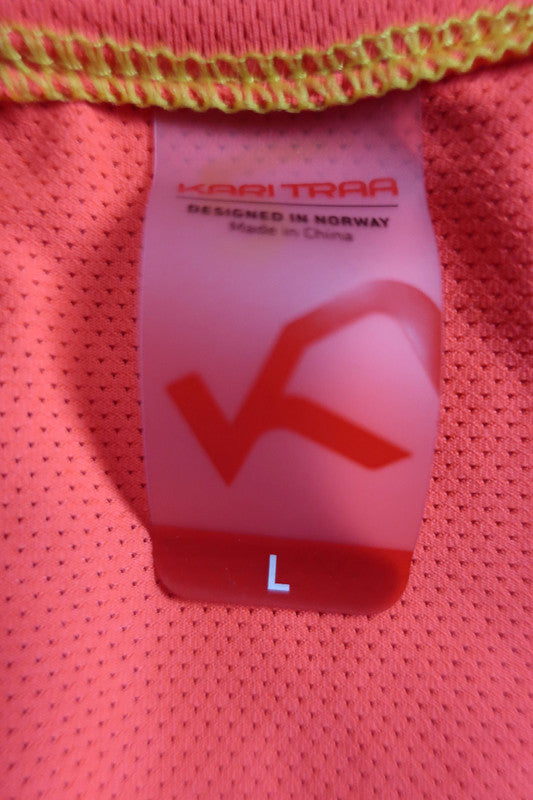 KARI TRAA
DESIGNED IN NORWAY
Made in China
L